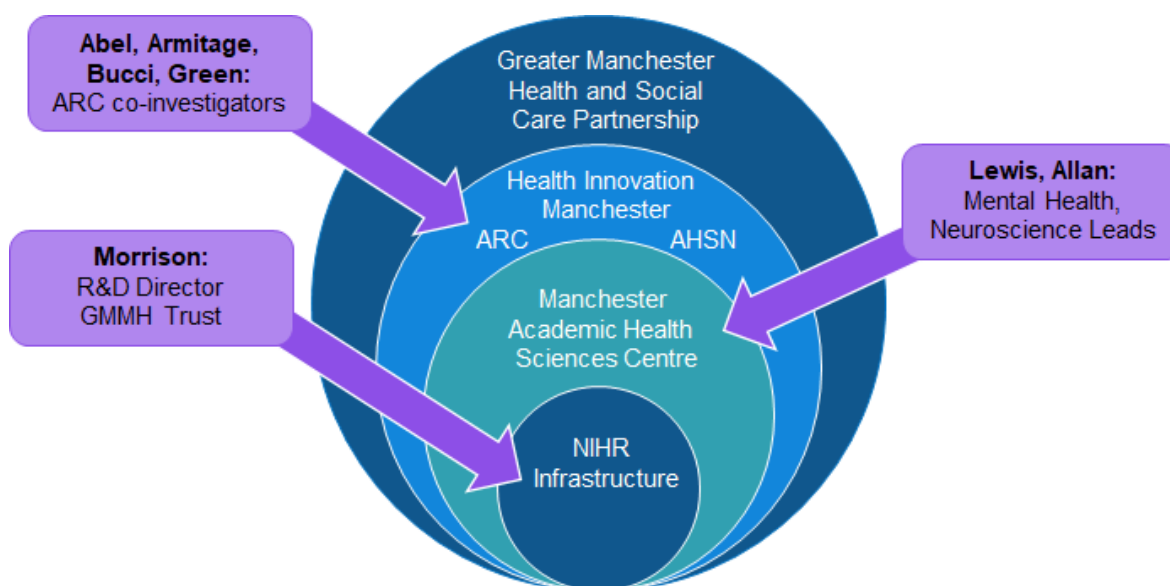 Abel, Armitage,
Bucci, Green:
ARC co-investigators
Greater Manchester
Health and Social
Care Partnership
Health Innovation
Manchester
ARC AHSN
Lewis, Allan:
Mental Health,
Neuroscience Leads
Morrison:
R&D Director
GMMH Trust
Manchester
Academic Health
Sciences Centre
NIHR
Infrastructure